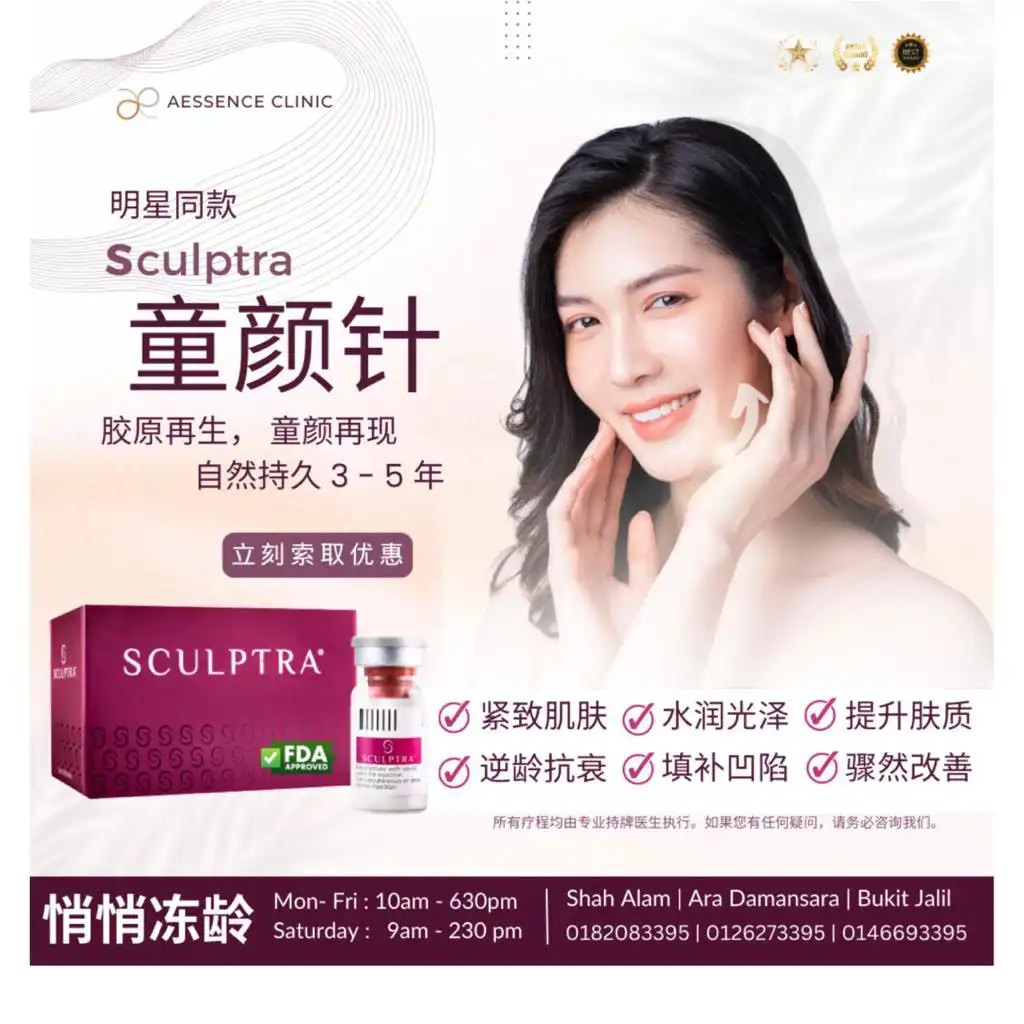 AESSENCE CLINIC
BEST
明星同款
Sculptra
童颜针
胶原再生， 童颜再现
自然持久 3 - 5 年
立刻索取优惠
SCULPTRA
SCULPTRA
FDA
APPROVED
SCULPTRA
紧致肌肤 水润光泽 提升肤质
逆龄抗衰 填补凹陷 骤然改善
所有疗程均由专业持牌医生执行。如果您有任何疑问，请务必咨询我们。
悄悄冻龄
Mon- Fri : 10am - 630pm
Saturday : 9am - 230 pm
Shah Alam | Ara Damansara | Bukit Jalil
0182083395 | 0126273395 | 0146693395